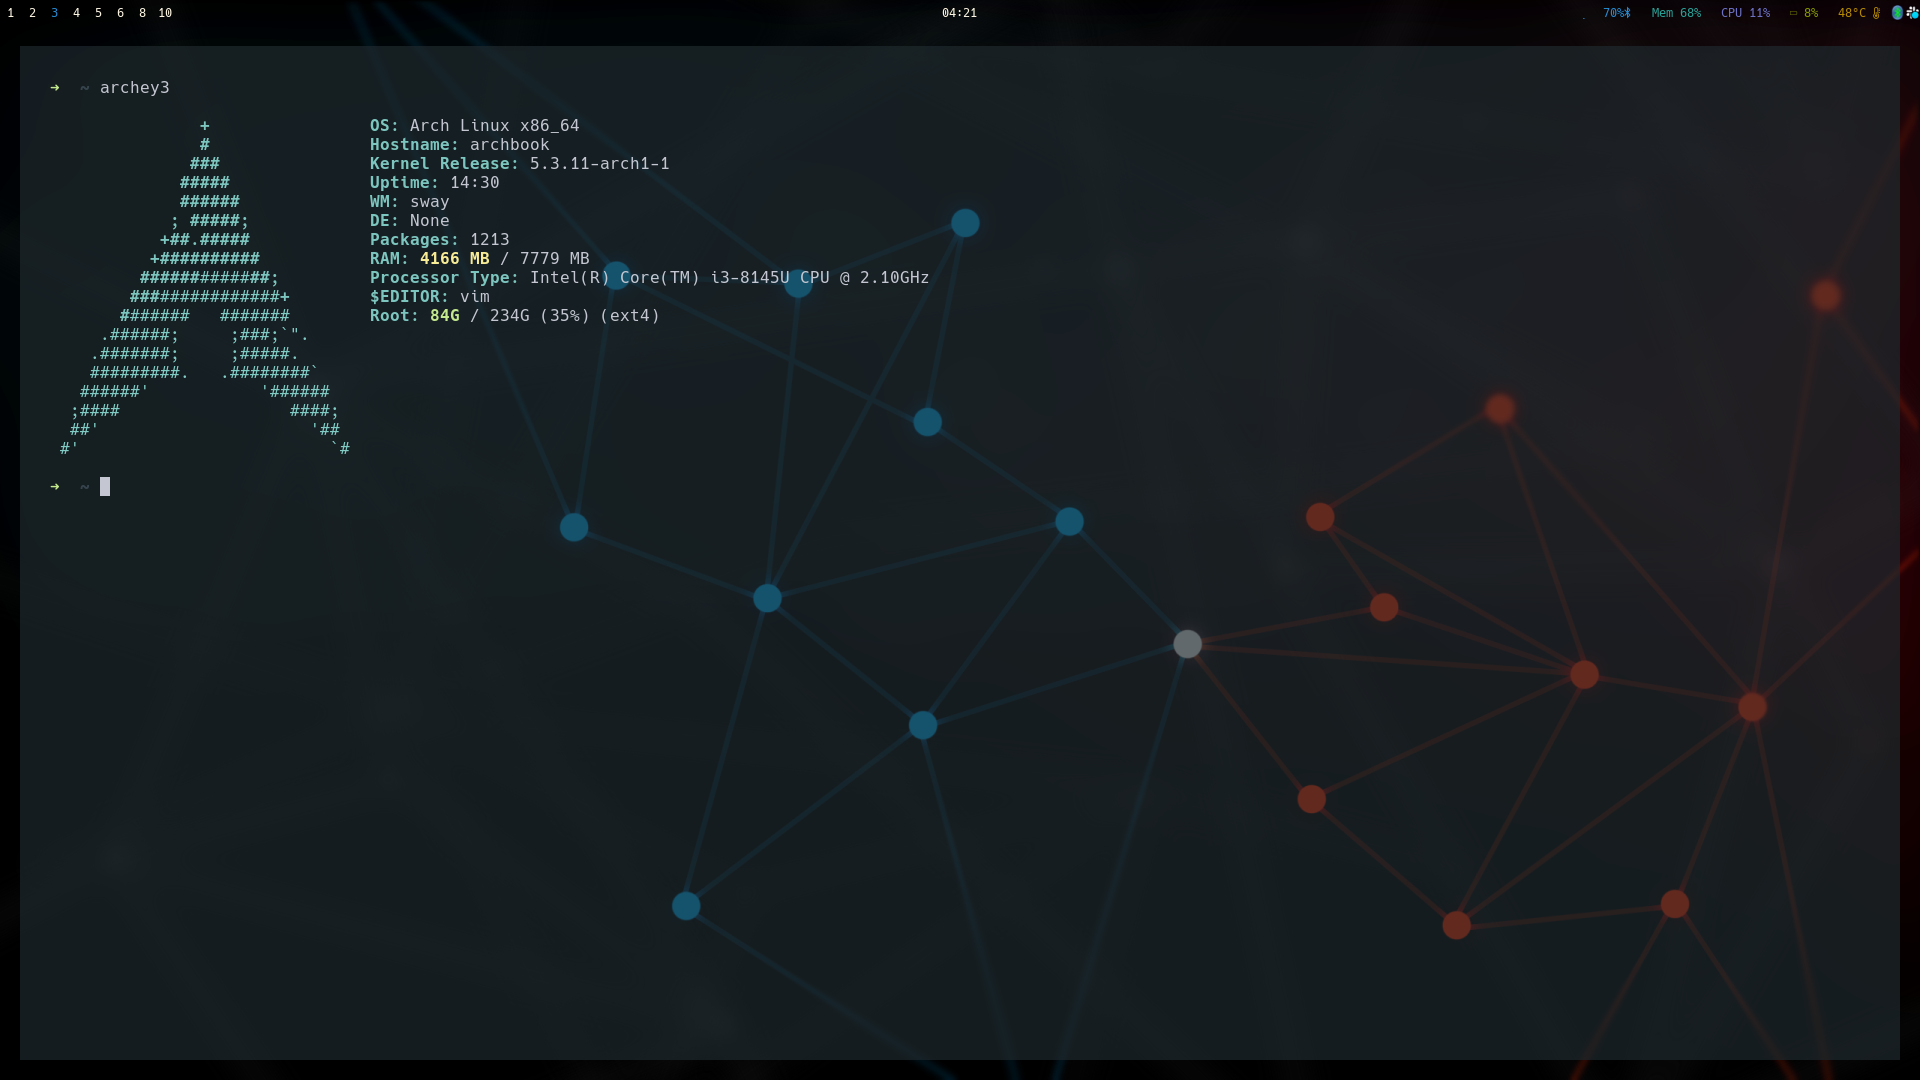 1 2 3 4 5 6 8 10 04:21 70% Mem 68% CPU 11% 8% 48°C
➜ ~ archey3
+ OS: Arch Linux x86_64
# Hostname: archbook
### Kernel Release: 5.3.11-arch1-1
##### Uptime: 14:30
###### WM: sway
; #####; DE: None
+##.##### Packages: 1213
+########## RAM: 4166 MB / 7779 MB
#############; Processor Type: Intel(R) Core(TM) i3-8145U CPU @ 2.10GHz
###############+ $EDITOR: vim
####### ####### Root: 84G / 234G (35%) (ext4)
.######; ;###;`".
.#######; ;#####.
#########. .########`
######' '######
;#### ####;
##' '##
#' `#
➜ ~